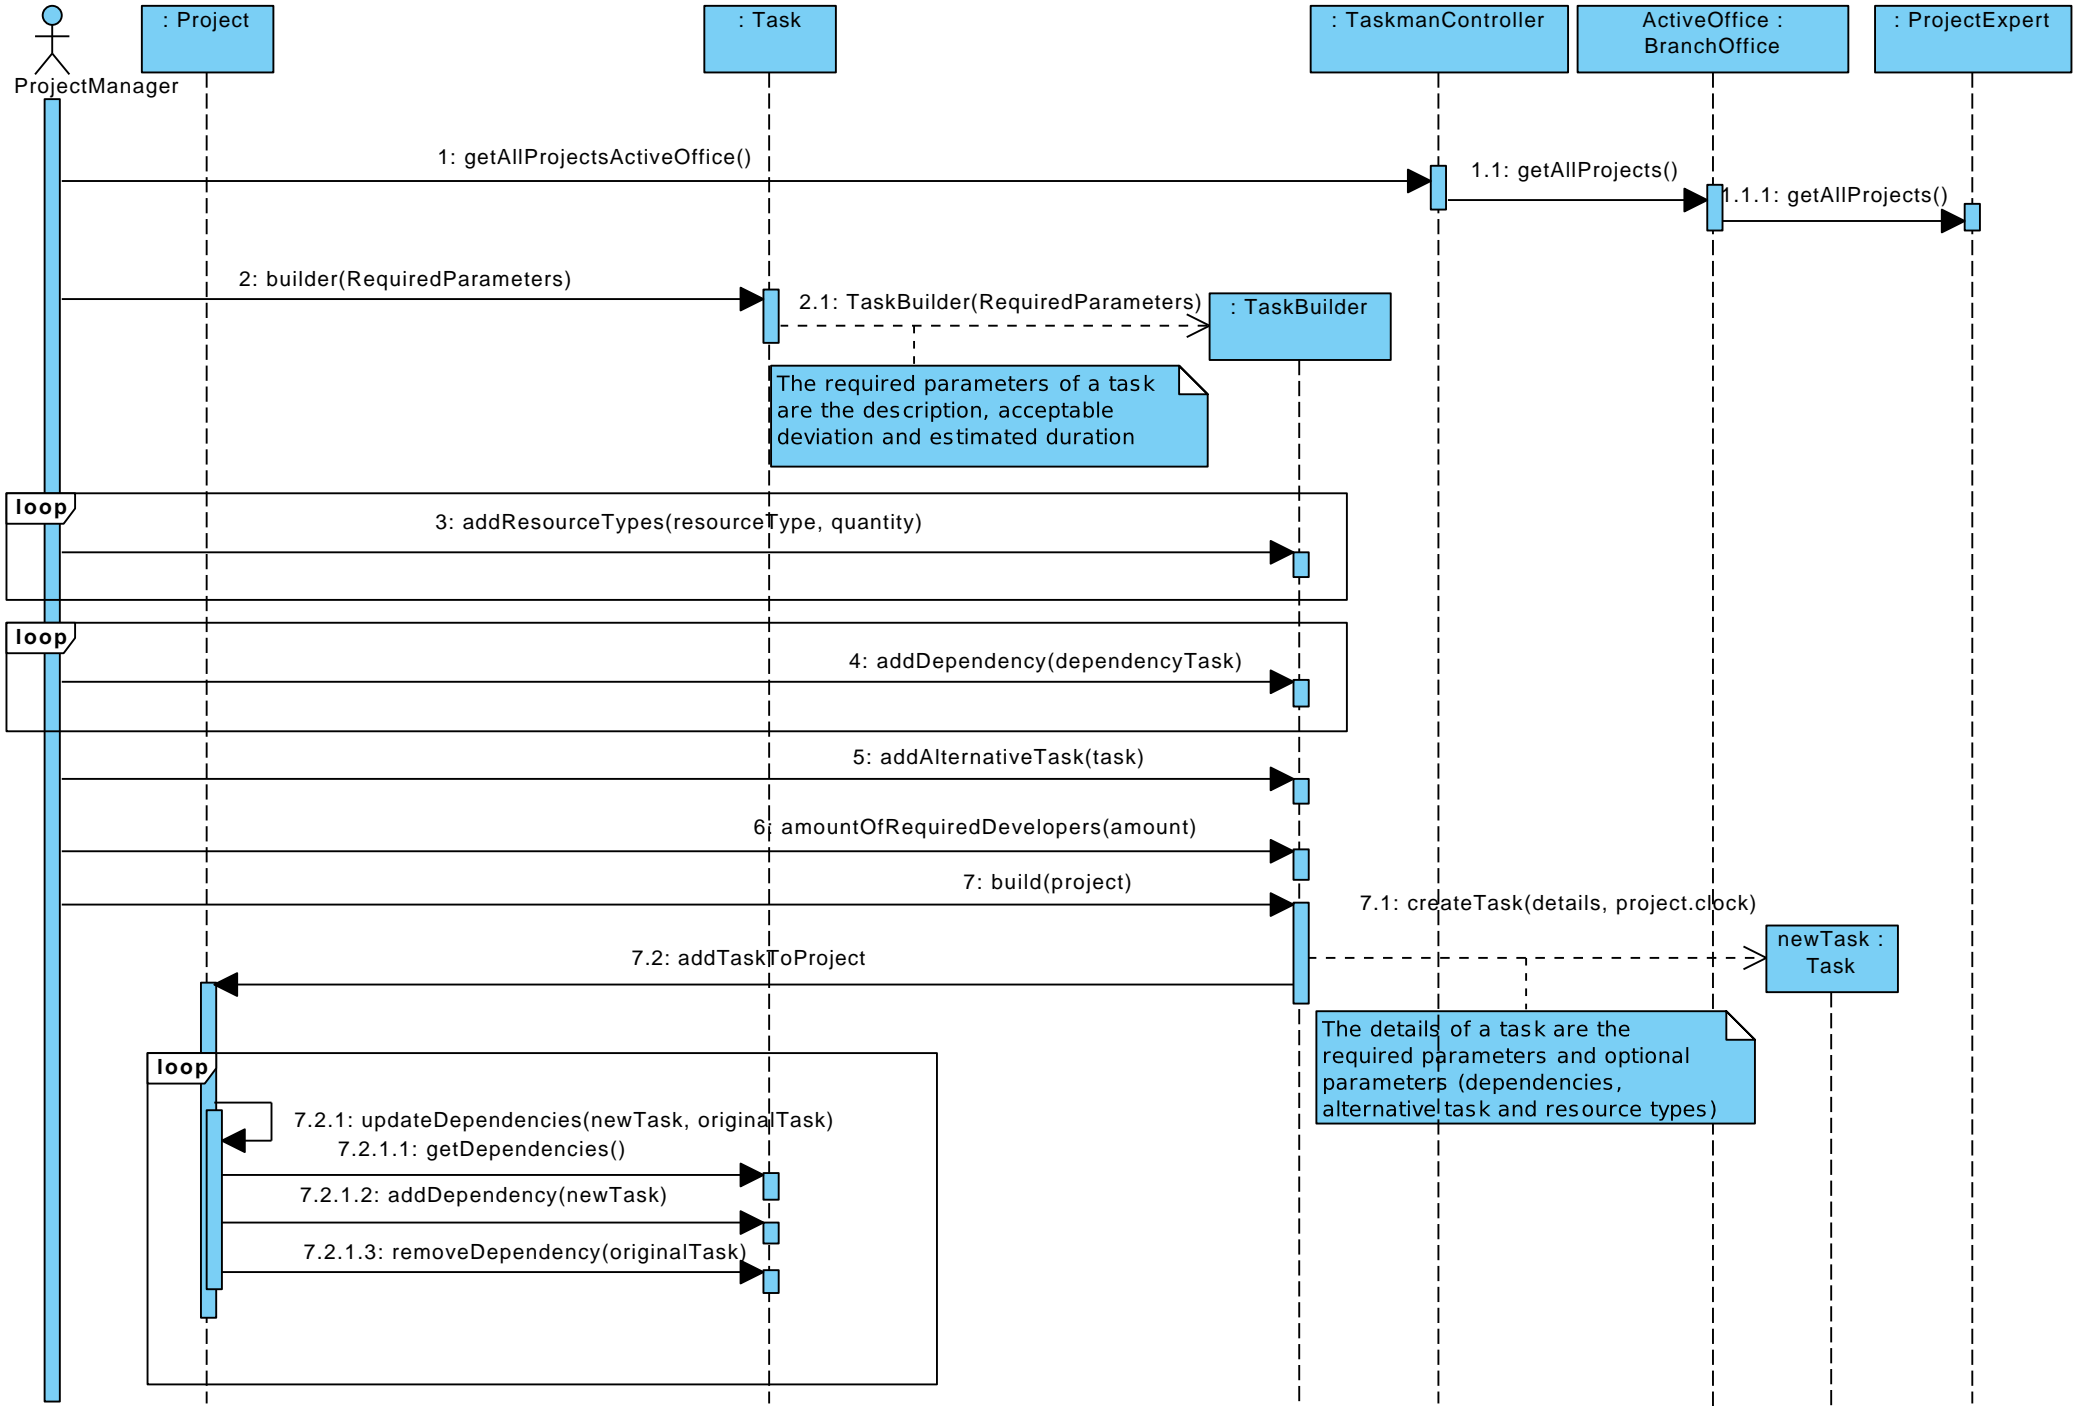 ProjectManager
: Project
: Task
: TaskmanController
ActiveOffice :
BranchOffice
: ProjectExpert
1: getAllProjectsActiveOffice()
1.1: getAllProjects()
1.1.1: getAllProjects()
2: builder(RequiredParameters)
2.1: TaskBuilder(RequiredParameters)
: TaskBuilder
The required parameters of a task
are the description, acceptable
deviation and estimated duration
loop
3: addResourceTypes(resourceType, quantity)
loop
4: addDependency(dependencyTask)
5: addAlternativeTask(task)
6: amountOfRequiredDevelopers(amount)
7: build(project)
7.1: createTask(details, project.clock)
newTask :
Task
7.2: addTaskToProject
The details of a task are the
required parameters and optional
parameters (dependencies,
alternative task and resource types)
loop
7.2.1: updateDependencies(newTask, originalTask)
7.2.1.1: getDependencies()
7.2.1.2: addDependency(newTask)
7.2.1.3: removeDependency(originalTask)